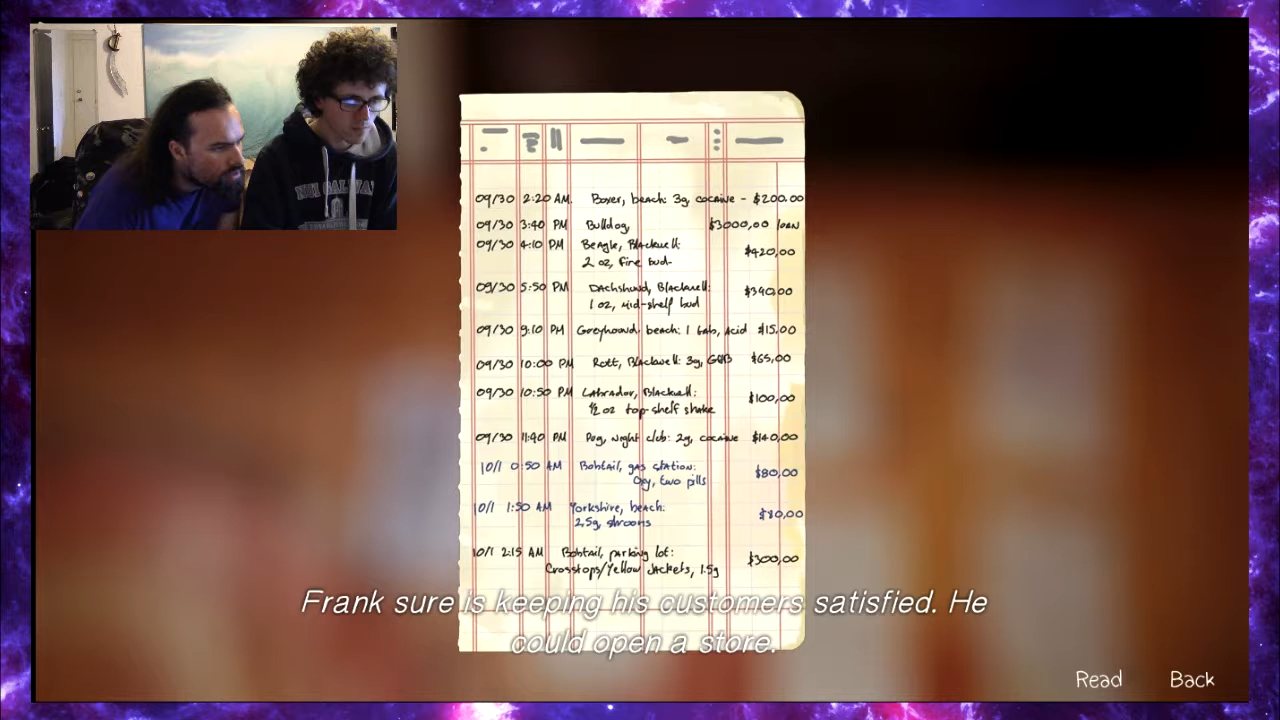 09/30 2:20 AM. Boxer, beach: 3g cocaine - $200.00
09/30 3:40 PM Bulldog, $3000,00 loan
09/30 4:10 PM Beagle, Blackwell:
2 oz, fire bud- $420,00
09/30 5:50 PM Dachshund, Blackwell:
1 oz, mid-shelf bud $340,00
09/30 9:10 PM Greyhound, beach: 1 tab, acid $15,00
09/30 10:00 PM Rott, Blackwell: 3g, GHB $65,00
09/30 10:50 PM Labrador, Blackwell:
½ oz top-shelf shake $100,00
09/30 11:40 PM Pug, night club: 2g, cocaine $140,00
10/1 0:50 AM Bobtail, gas station:
Oxy, two pills $80,00
10/1 1:50 AM Yorkshire, beach:
2,5g, shrooms $80,00
10/1 2:15 AM Bobtail, parking lot:
Crosstops/Yellow Jackets, 1.5g $300,00
Frank sure is keeping his customers satisfied. He
could open a store.
Read Back